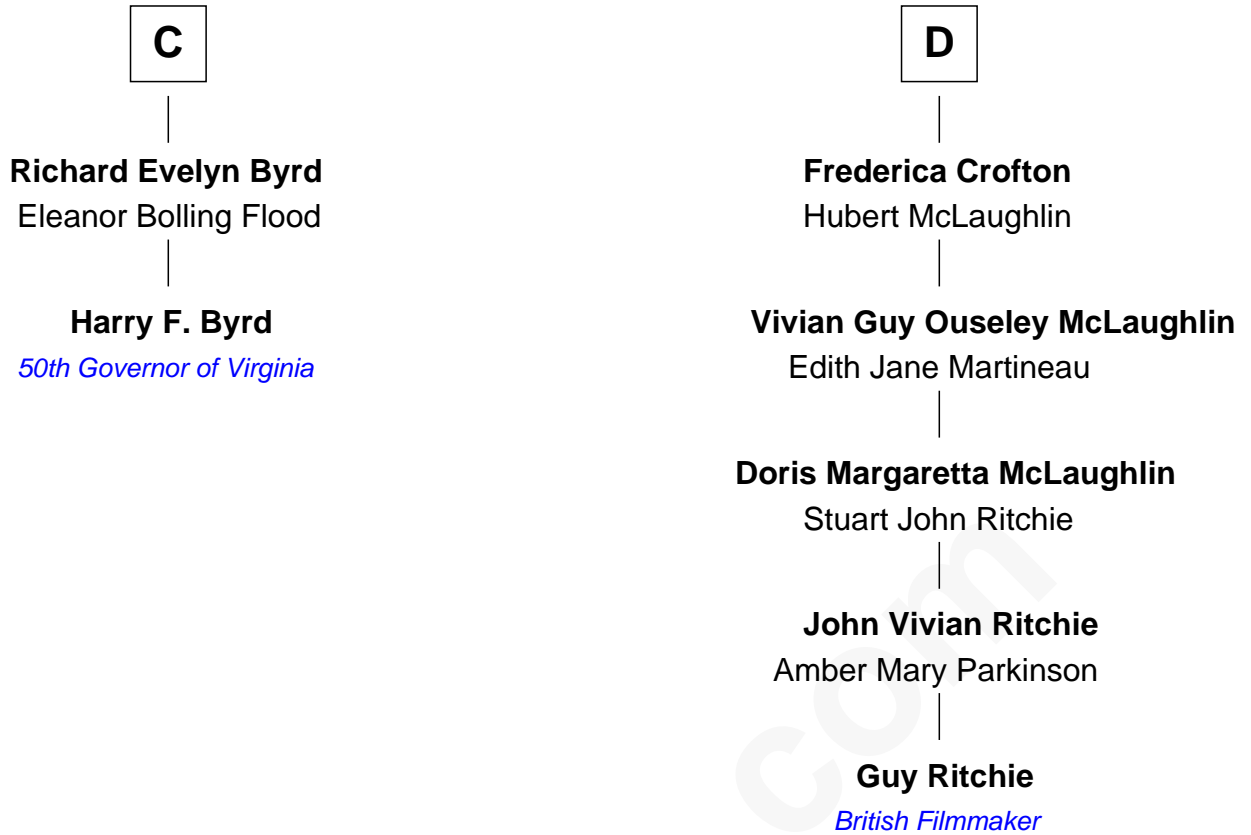 C
Richard Evelyn Byrd
Eleanor Bolling Flood
Harry F. Byrd
50th Governor of Virginia
D
Frederica Crofton
Hubert McLaughlin
Vivian Guy Ouseley McLaughlin
Edith Jane Martineau
Doris Margaretta McLaughlin
Stuart John Ritchie
John Vivian Ritchie
Amber Mary Parkinson
Guy Ritchie
British Filmmaker
com